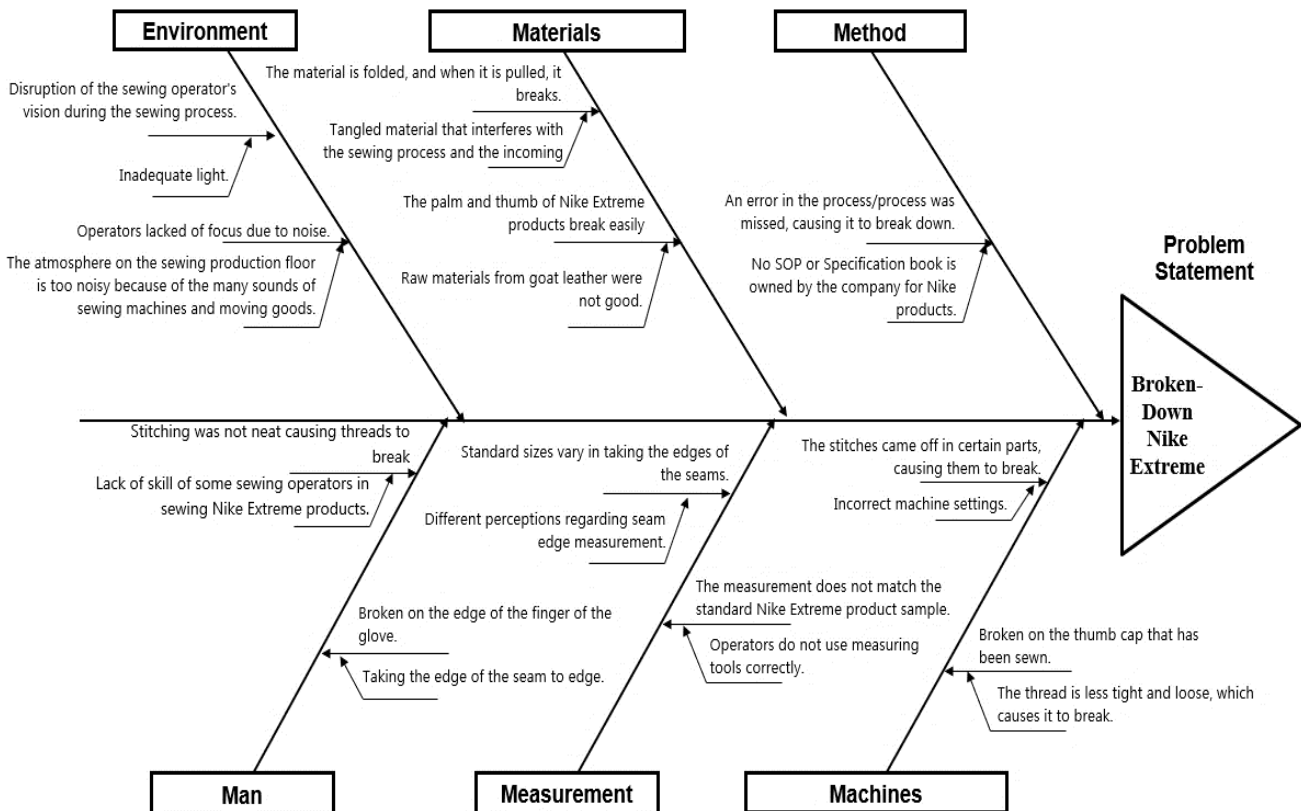 Environment
Materials
Method
Disruption of the sewing operator's
vision during the sewing process.
Inadequate light.
Operators lacked of focus due to noise.
The atmosphere on the sewing production floor
is too noisy because of the many sounds of
sewing machines and moving goods.
The material is folded, and when it is pulled, it
breaks.
Tangled material that interferes with
the sewing process and the incoming
The palm and thumb of Nike Extreme
products break easily
Raw materials from goat leather were
not good.
An error in the process/process was
missed, causing it to break down.
No SOP or Specification book is
owned by the company for Nike
products.
Problem
Statement
Broken-
Down
Nike
Extreme
Stitching was not neat causing threads to
break
Lack of skill of some sewing operators in
sewing Nike Extreme products.
Broken on the edge of the finger of the
glove.
Taking the edge of the seam to edge.
Standard sizes vary in taking the edges of
the seams.
Different perceptions regarding seam
edge measurement.
The measurement does not match the
standard Nike Extreme product sample.
Operators do not use measuring
tools correctly.
The stitches came off in certain parts,
causing them to break.
Incorrect machine settings.
Broken on the thumb cap that has
been sewn.
The thread is less tight and loose, which
causes it to break.
Man
Measurement
Machines